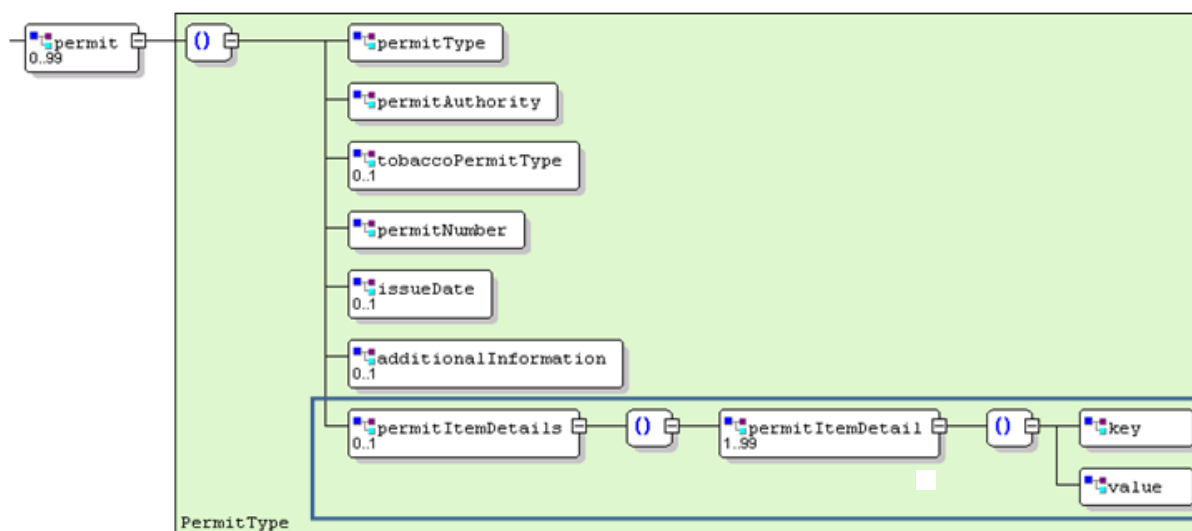 permit
0..99
()
permitType
permitAuthority
tobaccoPermitType
0..1
permitNumber
issueDate
0..1
additionalInformation
0..1
permitItemDetails
0..1
()
permitItemDetail
1..99
()
key
value
PermitType